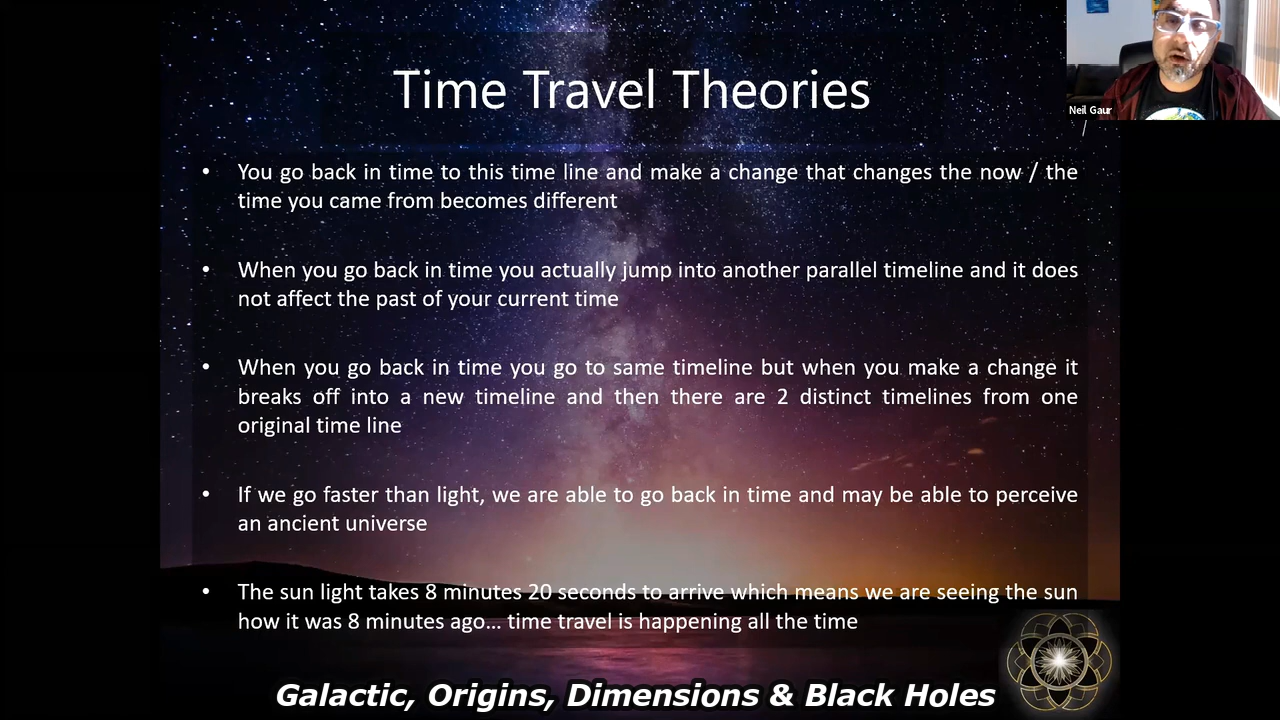 Time Travel Theories
Neil Gaur
• You go back in time to this time line and make a change that changes the now / the
time you came from becomes different
• When you go back in time you actually jump into another parallel timeline and it does
not affect the past of your current time
• When you go back in time you go to same timeline but when you make a change it
breaks off into a new timeline and then there are 2 distinct timelines from one
original time line
• If we go faster than light, we are able to go back in time and may be able to perceive
an ancient universe
• The sun light takes 8 minutes 20 seconds to arrive which means we are seeing the sun
how it was 8 minutes ago... time travel is happening all the time
Galactic, Origins, Dimensions & Black Holes